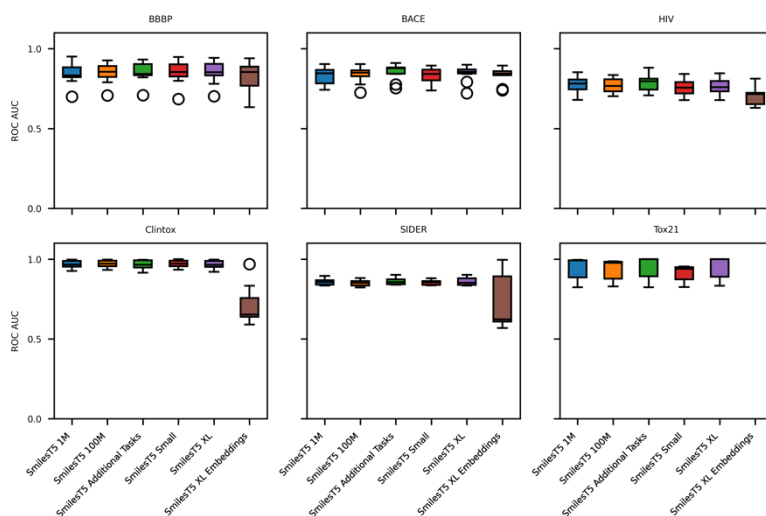 BBBP
BACE
HIV
ROC AUC
1.0
0.5
0.0
Clintox
SIDER
Tox21
ROC AUC
1.0
0.5
0.0
SmilesT5 1M
SmilesT5 100M
SmilesT5 Additional Tasks
SmilesT5 Small
SmilesT5 XL
SmilesT5 XL Embeddings
SmilesT5 1M
SmilesT5 100M
SmilesT5 Additional Tasks
SmilesT5 Small
SmilesT5 XL
SmilesT5 XL Embeddings
SmilesT5 1M
SmilesT5 100M
SmilesT5 Additional Tasks
SmilesT5 Small
SmilesT5 XL
SmilesT5 XL Embeddings